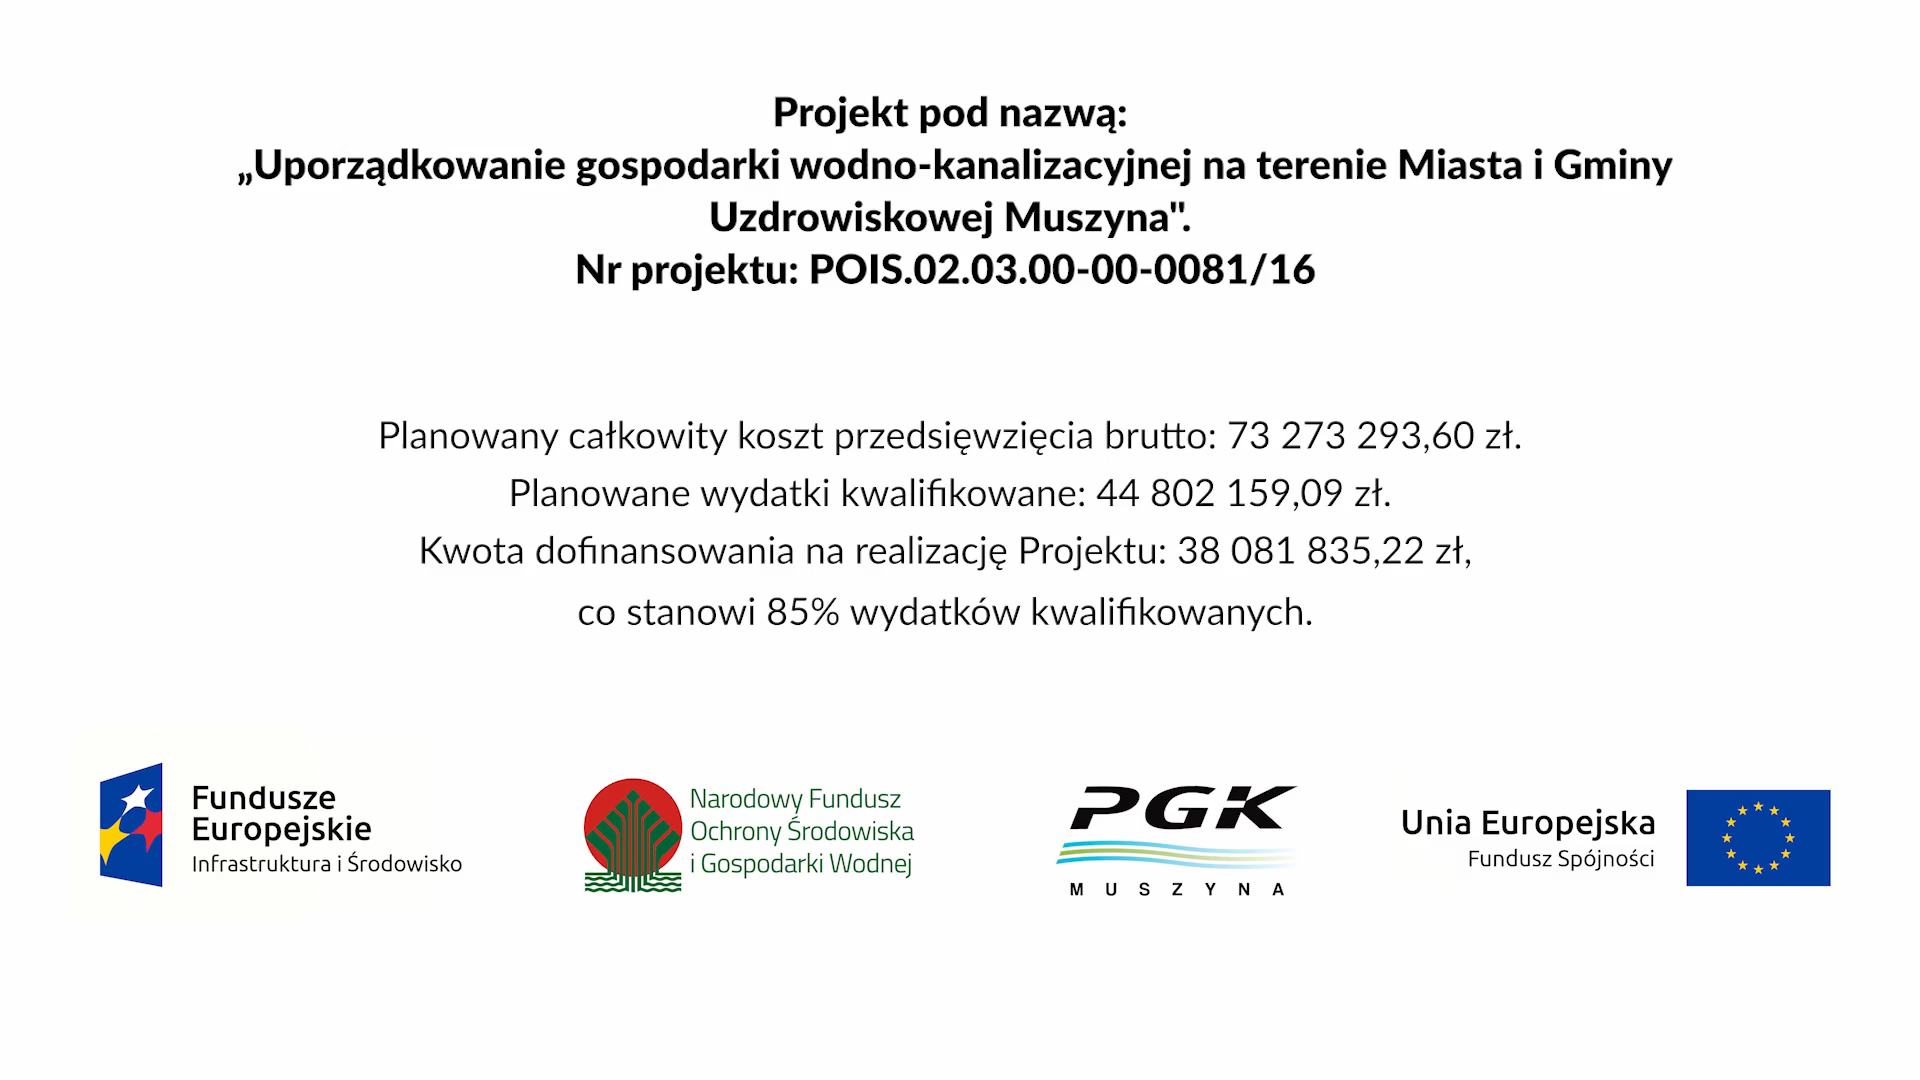 Projekt pod nazwą:
„Uporządkowanie gospodarki wodno-kanalizacyjnej na terenie Miasta i Gminy
Uzdrowiskowej Muszyna".
Nr projektu: POIS.02.03.00-00-0081/16
Planowany całkowity koszt przedsięwzięcia brutto: 73 273 293,60 zł.
Planowane wydatki kwalifikowane: 44 802 159,09 zł.
Kwota dofinansowania na realizację Projektu: 38 081 835,22 zł,
co stanowi 85% wydatków kwalifikowanych.
Fundusze
Europejskie
Infrastruktura i Środowisko
Narodowy Fundusz
Ochrony Środowiska
i Gospodarki Wodnej
PGK
MUSZYNA
Unia Europejska
Fundusz Spójności